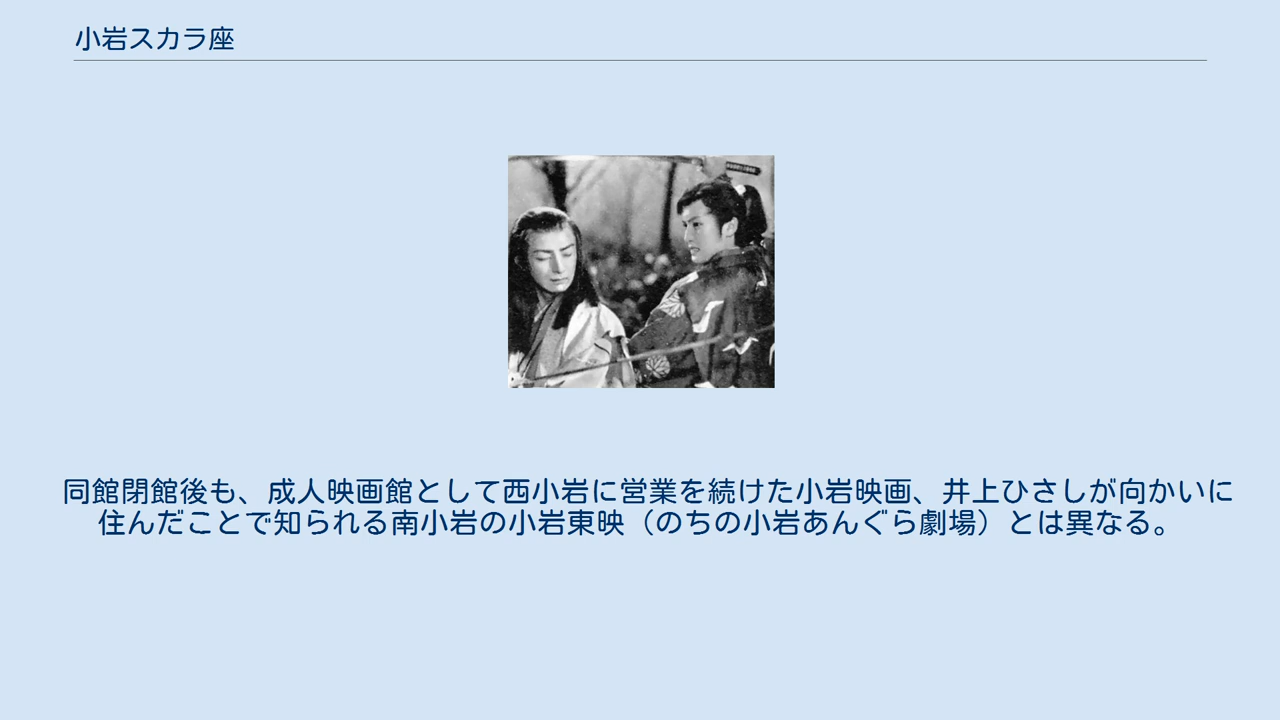 小岩スカラ座
同館閉館後も、成人映画館として西小岩に営業を続けた小岩映画、井上ひさしが向かいに
住んだことで知られる南小岩の小岩東映（のちの小岩あんぐら劇場）とは異なる。